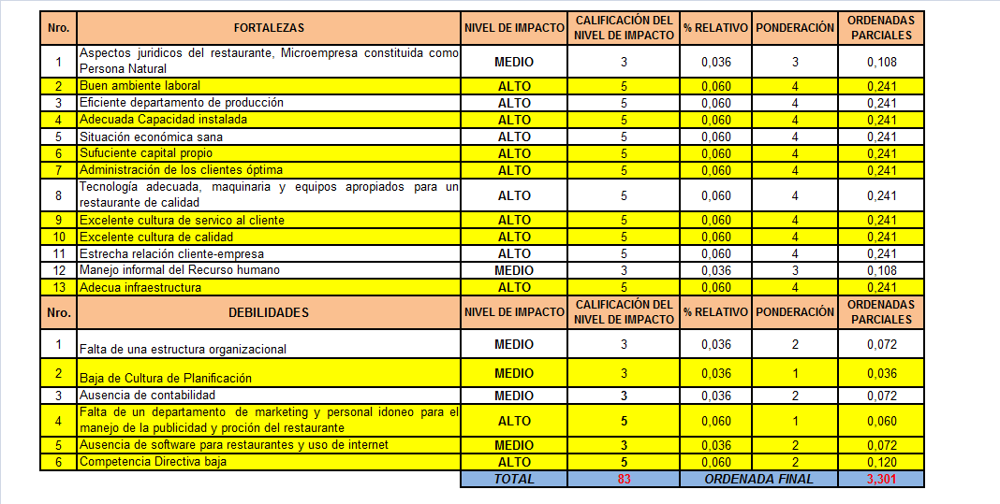 Nro. FORTALEZAS NIVEL DE IMPACTO CALIFICACIÓN DEL NIVEL DE IMPACTO % RELATIVO PONDERACIÓN ORDENADAS PARCIALES
1 Aspectos juridicos del restaurante, Microempresa constituida como Persona Natural MEDIO 3 0,036 3 0,108
2 Buen ambiente laboral ALTO 5 0,060 4 0,241
3 Eficiente departamento de producción ALTO 5 0,060 4 0,241
4 Adecuada Capacidad instalada ALTO 5 0,060 4 0,241
5 Situación económica sana ALTO 5 0,060 4 0,241
6 Sufuciente capital propio ALTO 5 0,060 4 0,241
7 Administración de los clientes óptima ALTO 5 0,060 4 0,241
8 Tecnología adecuada, maquinaria y equipos apropiados para un restaurante de calidad ALTO 5 0,060 4 0,241
9 Excelente cultura de servico al cliente ALTO 5 0,060 4 0,241
10 Excelente cultura de calidad ALTO 5 0,060 4 0,241
11 Estrecha relación cliente-empresa ALTO 5 0,060 4 0,241
12 Manejo informal del Recurso humano MEDIO 3 0,036 3 0,108
13 Adecua infraestructura ALTO 5 0,060 4 0,241
Nro. DEBILIDADES NIVEL DE IMPACTO CALIFICACIÓN DEL NIVEL DE IMPACTO % RELATIVO PONDERACIÓN ORDENADAS PARCIALES
1 Falta de una estructura organizacional MEDIO 3 0,036 2 0,072
2 Baja de Cultura de Planificación MEDIO 3 0,036 1 0,036
3 Ausencia de contabilidad MEDIO 3 0,036 2 0,072
4 Falta de un departamento de marketing y personal idoneo para el manejo de la publicidad y proción del restaurante ALTO 5 0,060 1 0,060
5 Ausencia de software para restaurantes y uso de internet MEDIO 3 0,036 2 0,072
6 Competencia Directiva baja ALTO 5 0,060 2 0,120
TOTAL 83 ORDENADA FINAL 3,301